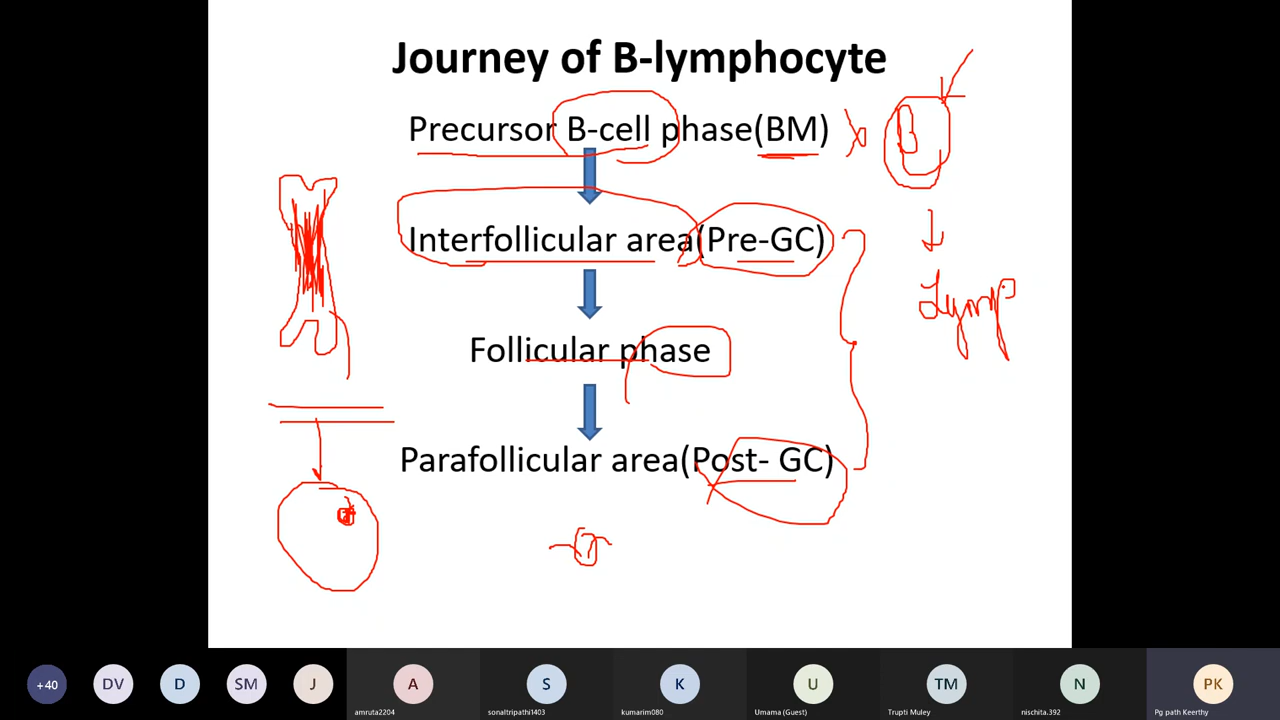 Journey of B-lymphocyte
Precursor B-cell phase(BM)
B
Interfollicular area(Pre-GC)
Lymp
Follicular phase
Parafollicular area(Post- GC)
+40
DV
D
SM
J
A
S
K
U
TM
N
PK
amruta2204
sonaltripathi1403
kumarim080
Umama (Guest)
Trupti Muley
nischita.392
Pg path Keerthy